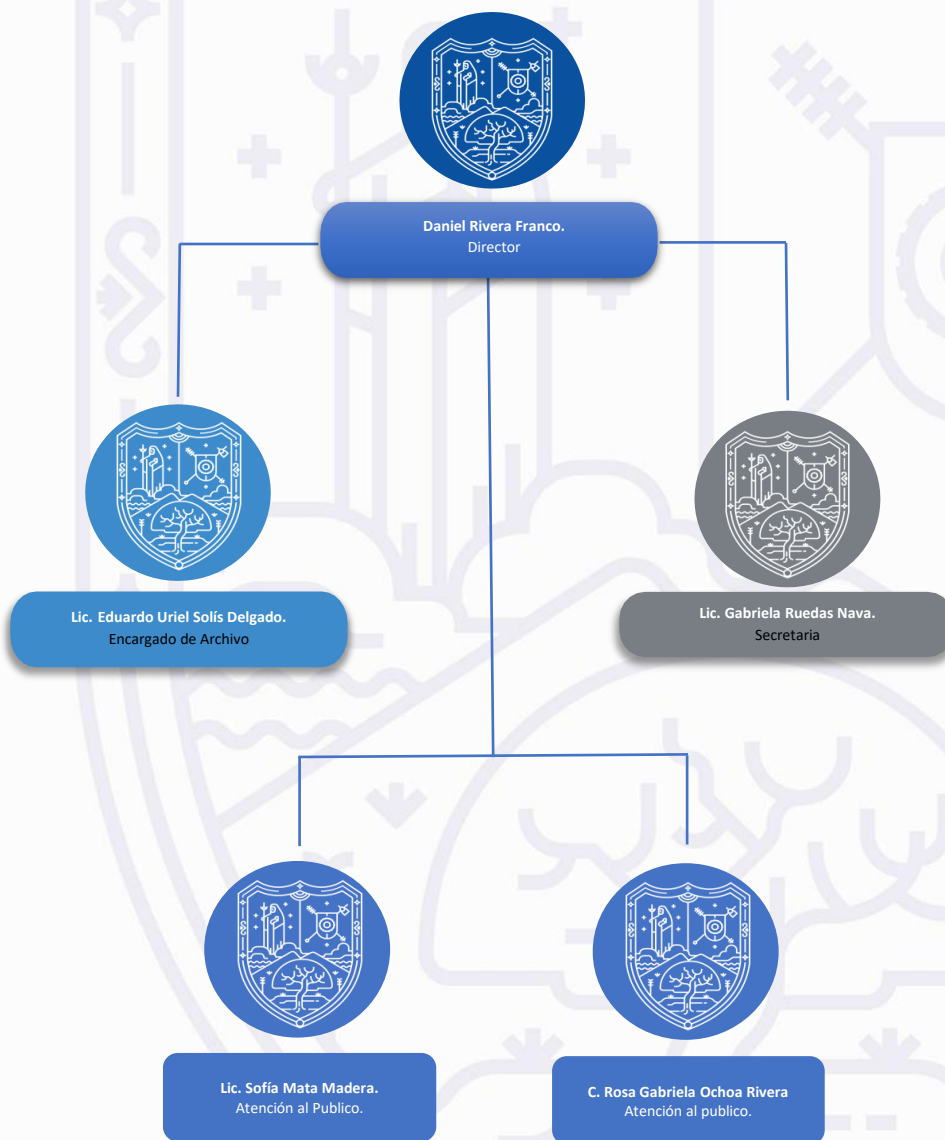 Daniel Rivera Franco.
Director
Lic. Eduardo Uriel Solís Delgado.
Encargado de Archivo
Lic. Gabriela Ruedas Nava.
Secretaria
Lic. Sofía Mata Madera.
Atención al Publico.
C. Rosa Gabriela Ochoa Rivera
Atención al publico.